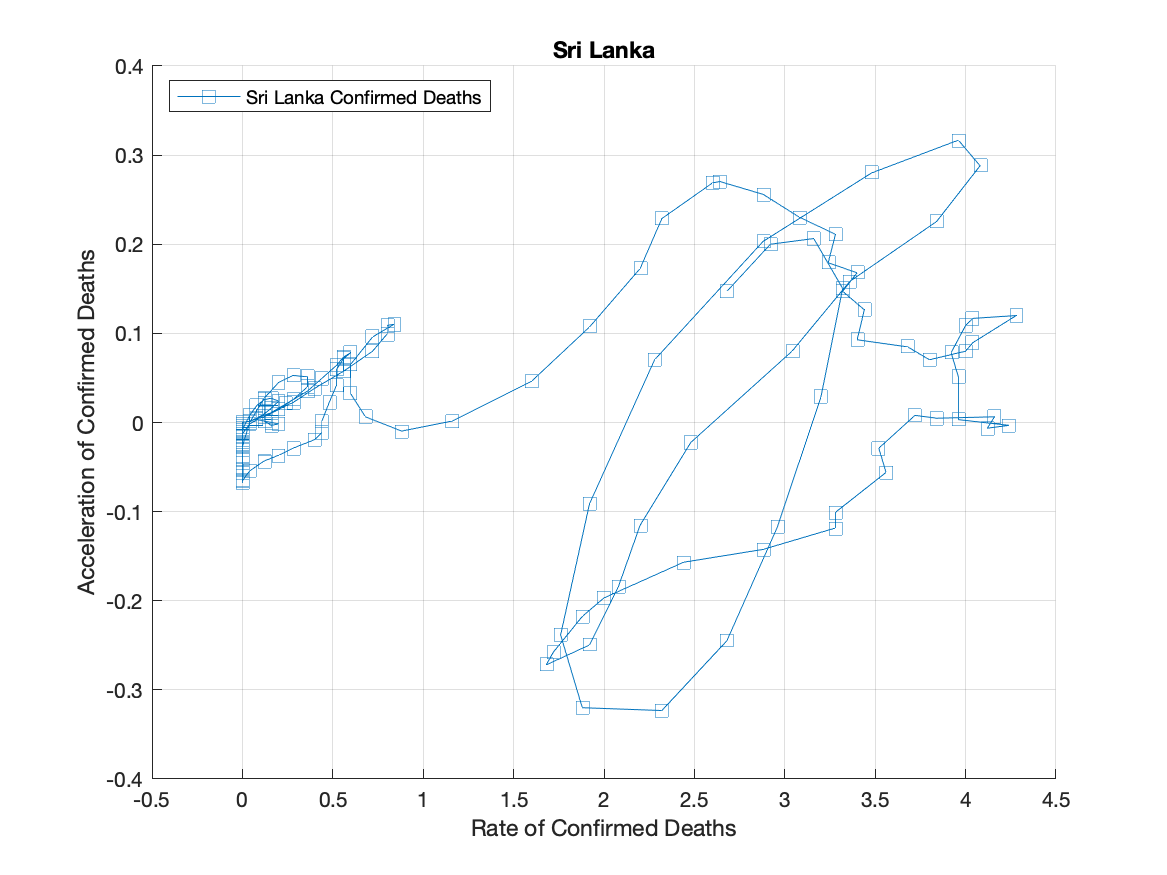 Sri Lanka
Sri Lanka Confirmed Deaths
Acceleration of Confirmed Deaths
0.4
0.3
0.2
0.1
0
-0.1
-0.2
-0.3
-0.4
-0.5 0 0.5 1 1.5 2 2.5 3 3.5 4 4.5
Rate of Confirmed Deaths